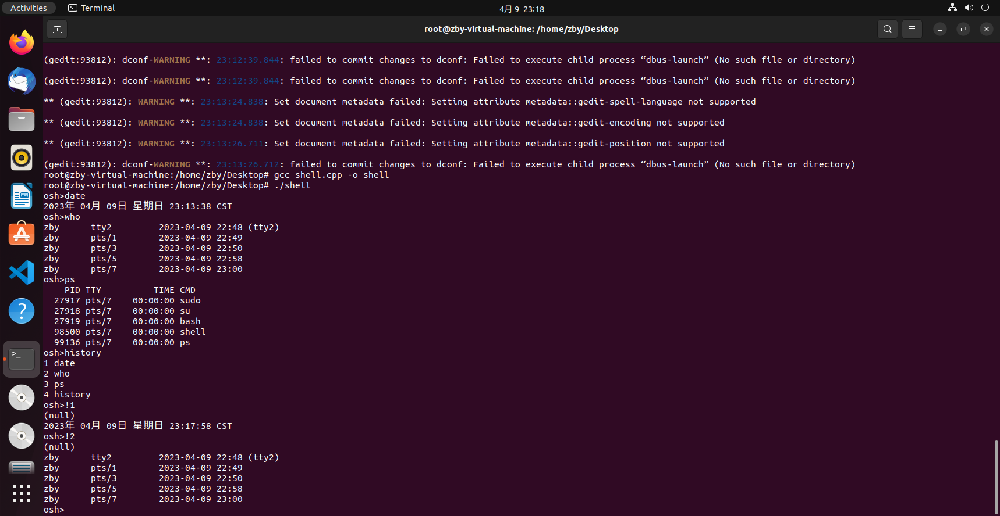 Activities
Terminal
4月 9 23:18
root@zby-virtual-machine: /home/zby/Desktop
(gedit:93812): dconf-WARNING **: 23:12:39.844: failed to commit changes to dconf: Failed to execute child process “dbus-launch” (No such file or directory)
(gedit:93812): dconf-WARNING **: 23:12:39.844: failed to commit changes to dconf: Failed to execute child process “dbus-launch” (No such file or directory)
** (gedit:93812): WARNING **: 23:13:24.838: Set document metadata failed: Setting attribute metadata::gedit-spell-language not supported
** (gedit:93812): WARNING **: 23:13:24.838: Set document metadata failed: Setting attribute metadata::gedit-encoding not supported
** (gedit:93812): WARNING **: 23:13:26.711: Set document metadata failed: Setting attribute metadata::gedit-position not supported
(gedit:93812): dconf-WARNING **: 23:13:26.712: failed to commit changes to dconf: Failed to execute child process “dbus-launch” (No such file or directory)
root@zby-virtual-machine:/home/zby/Desktop# gcc shell.cpp -o shell
root@zby-virtual-machine:/home/zby/Desktop# ./shell
osh>date
2023年 04月 09日 星期日 23:13:38 CST
osh>who
zby      tty2         2023-04-09 22:48 (tty2)
zby      pts/1        2023-04-09 22:49
zby      pts/3        2023-04-09 22:50
zby      pts/5        2023-04-09 22:58
zby      pts/7        2023-04-09 23:00
osh>ps
    PID TTY          TIME CMD
  27917 pts/7    00:00:00 sudo
  27918 pts/7    00:00:00 su
  27919 pts/7    00:00:00 bash
  98500 pts/7    00:00:00 shell
  99136 pts/7    00:00:00 ps
osh>history
1 date
2 who
3 ps
4 history
osh>!1
(null)
2023年 04月 09日 星期日 23:17:58 CST
osh>!2
(null)
zby      tty2         2023-04-09 22:48 (tty2)
zby      pts/1        2023-04-09 22:49
zby      pts/3        2023-04-09 22:50
zby      pts/5        2023-04-09 22:58
zby      pts/7        2023-04-09 23:00
osh>